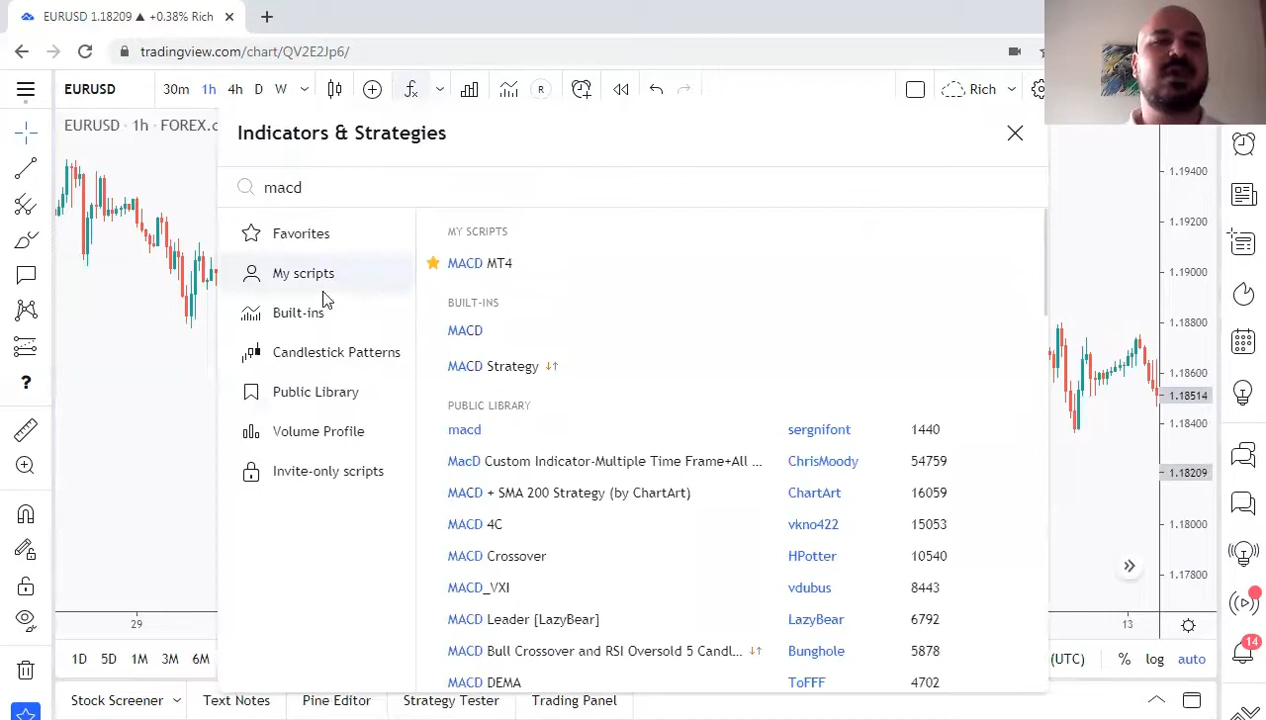 EURUSD 1.18209 ▲ +0.38% Rich
tradingview.com/chart/QV2E2Jp6/
EURUSD 30m 1h 4h D W R Rich
EURUSD · 1h · FOREX.c
Indicators & Strategies
macd
Favorites
My scripts
Built-ins
Candlestick Patterns
Public Library
Volume Profile
Invite-only scripts
MY SCRIPTS
MACD MT4
BUILT-INS
MACD
MACD Strategy
PUBLIC LIBRARY
macd sergnifont 1440
MacD Custom Indicator-Multiple Time Frame+All ... ChrisMoody 54759
MACD + SMA 200 Strategy (by ChartArt) ChartArt 16059
MACD 4C vkno422 15053
MACD Crossover HPotter 10540
MACD_VXI vdubus 8443
MACD Leader [LazyBear] LazyBear 6792
MACD Bull Crossover and RSI Oversold 5 Candl... Bunghole 5878
MACD DEMA ToFFF 4702
1.19400
1.19200
1.19000
1.18800
1.18600
1.18514
1.18400
1.18209
1.18000
1.17800
29 13
14
1D 5D 1M 3M 6M (UTC) % log auto
Stock Screener Text Notes Pine Editor Strategy Tester Trading Panel